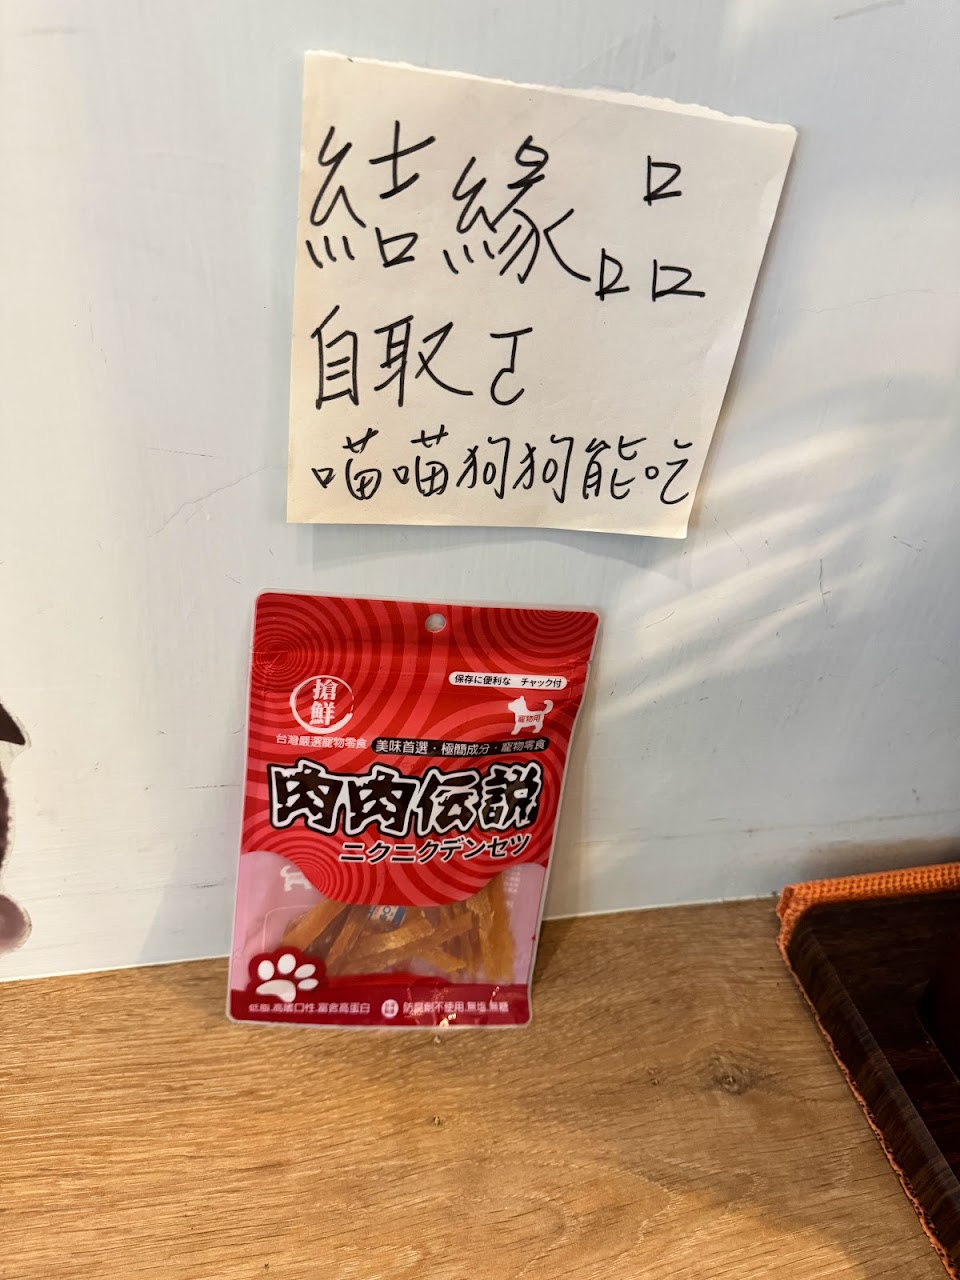 結緣品
自取
喵喵狗狗能吃
保存に便利な チャック付
搶鮮
寵物用
台灣嚴選寵物零食
美味首選・極簡成分・寵物零食
肉肉伝説
ニクニクデンセツ
低脂.高嗜口性.富含高蛋白
防腐劑不使用.無塩.無糖